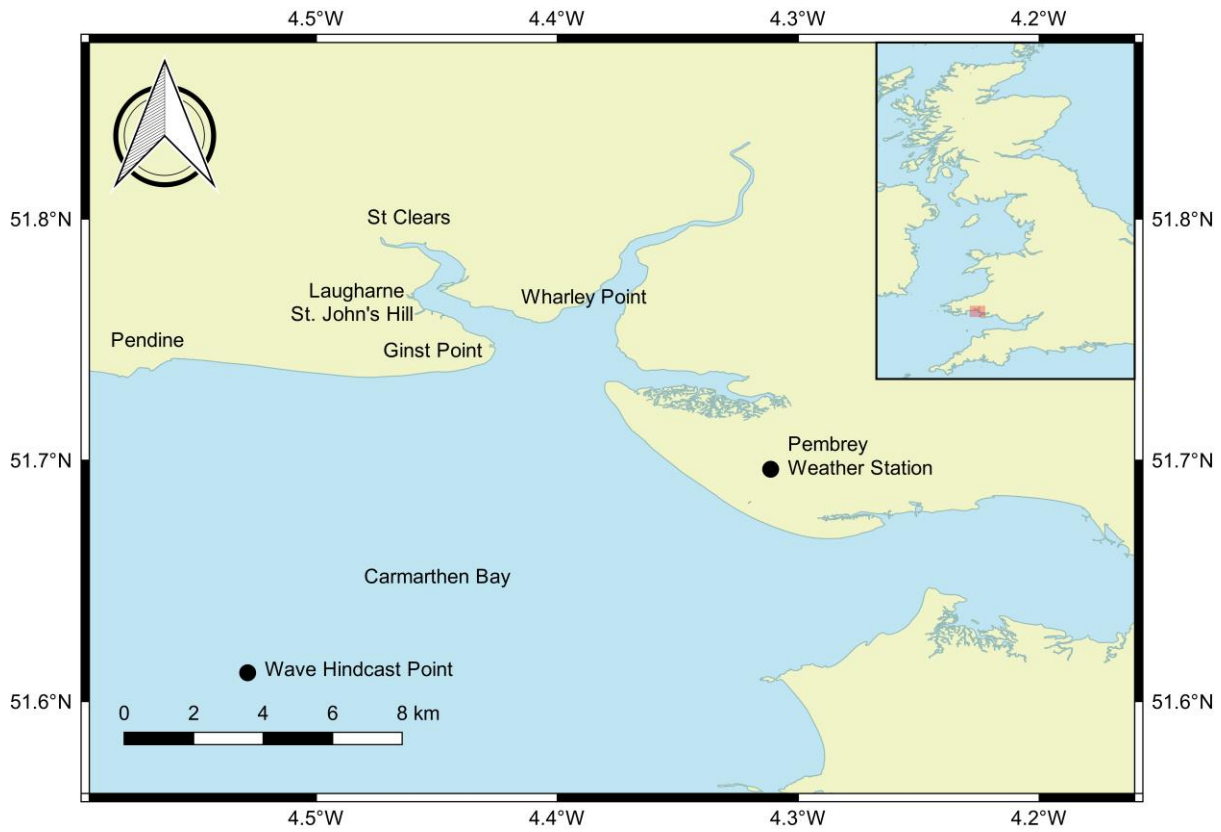 4.5°W 4.4°W 4.3°W 4.2°W
51.8°N 51.8°N
St Clears
Laugharne
St. John's Hill
Wharley Point
Pendine
Ginst Point
51.7°N 51.7°N
Pembrey
Weather Station
Carmarthen Bay
Wave Hindcast Point
51.6°N 51.6°N
0 2 4 6 8 km
4.5°W 4.4°W 4.3°W 4.2°W